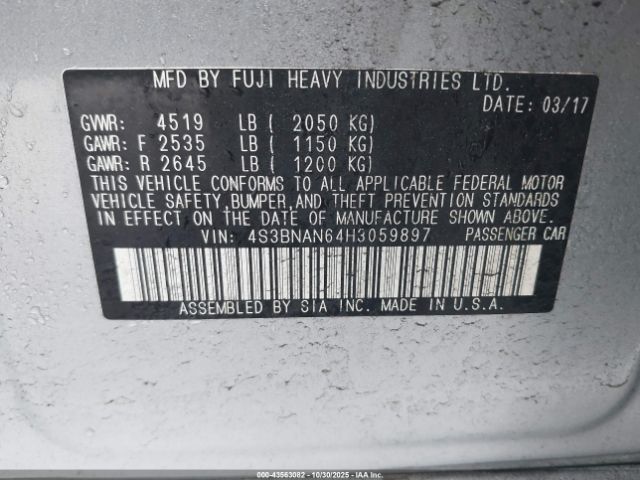 MFD BY FUJI HEAVY INDUSTRIES LTD.
DATE: 03/17
GVWR: 4519 LB ( 2050 KG)
GAWR: F 2535 LB ( 1150 KG)
GAWR: R 2645 LB ( 1200 KG)
THIS VEHICLE CONFORMS TO ALL APPLICABLE FEDERAL MOTOR
VEHICLE SAFETY, BUMPER, AND THEFT PREVENTION STANDARDS
IN EFFECT ON THE DATE OF MANUFACTURE SHOWN ABOVE.
VIN: 4S3BNAN64H3059897 PASSENGER CAR
ASSEMBLED BY SIA INC. MADE IN U.S.A.
000-43563082 - 10/30/2025 - IAAI.COM